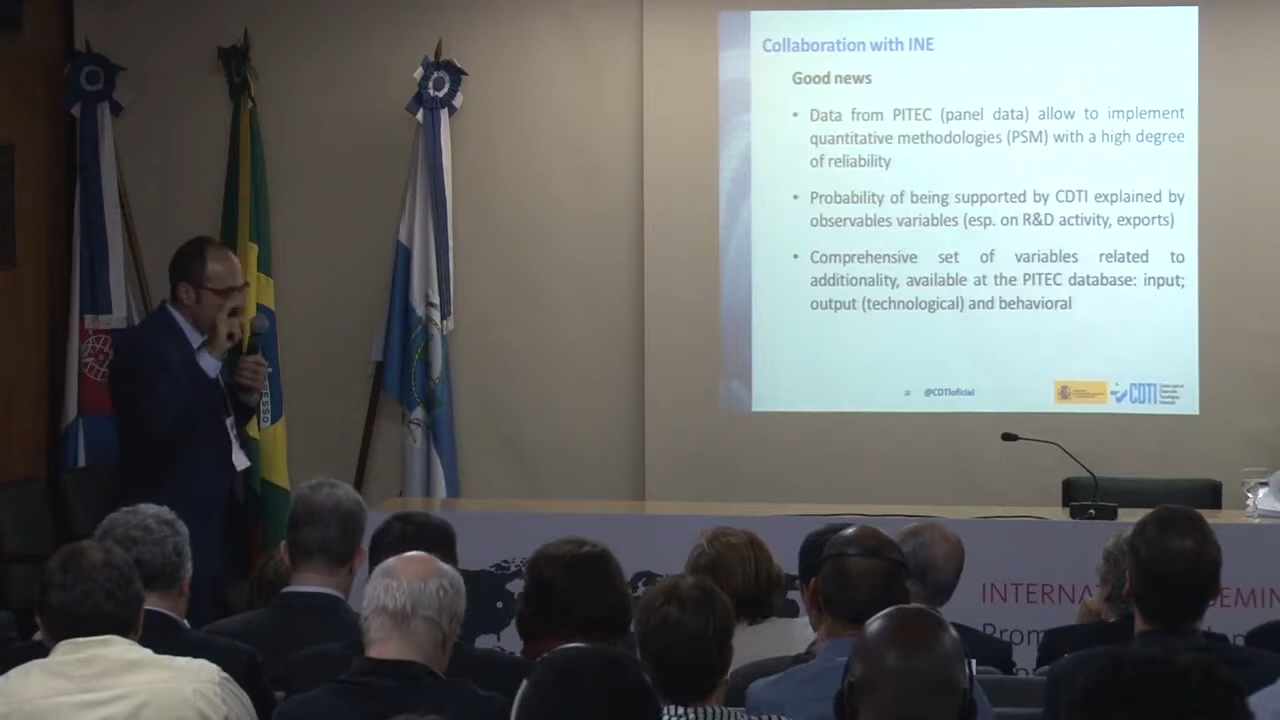 Collaboration with INE
Good news
• Data from PITEC (panel data) allow to implement
quantitative methodologies (PSM) with a high degree
of reliability
• Probability of being supported by CDTI explained by
observables variables (esp. on R&D activity, exports)
• Comprehensive set of variables related to
additionality, available at the PITEC database: input;
output (technological) and behavioral
@CDTIoficial
CDTI
INTERNA
SEMIN
Prom